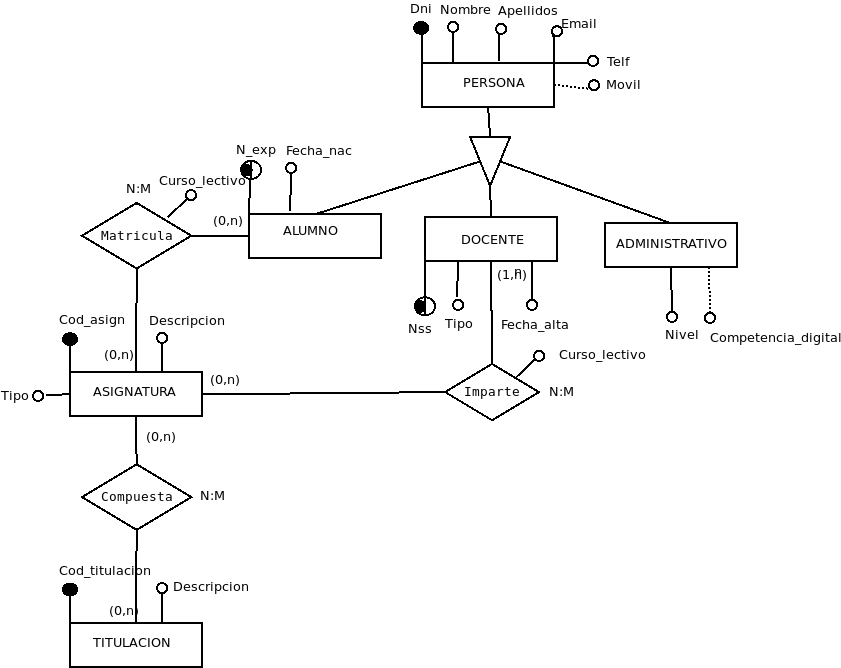 Dni
Nombre
Apellidos
Email
Telf
Movil
PERSONA
N_exp
Fecha_nac
N:M
Curso_lectivo
(0,n)
Matricula
ALUMNO
DOCENTE
ADMINISTRATIVO
Nss
Tipo
Fecha_alta
Nivel
Competencia_digital
Cod_asign
Descripcion
(0,n)
Curso_lectivo
Tipo
ASIGNATURA
(0,n)
Imparte
N:M
(0,n)
Compuesta
N:M
Cod_titulacion
Descripcion
(0,n)
TITULACION